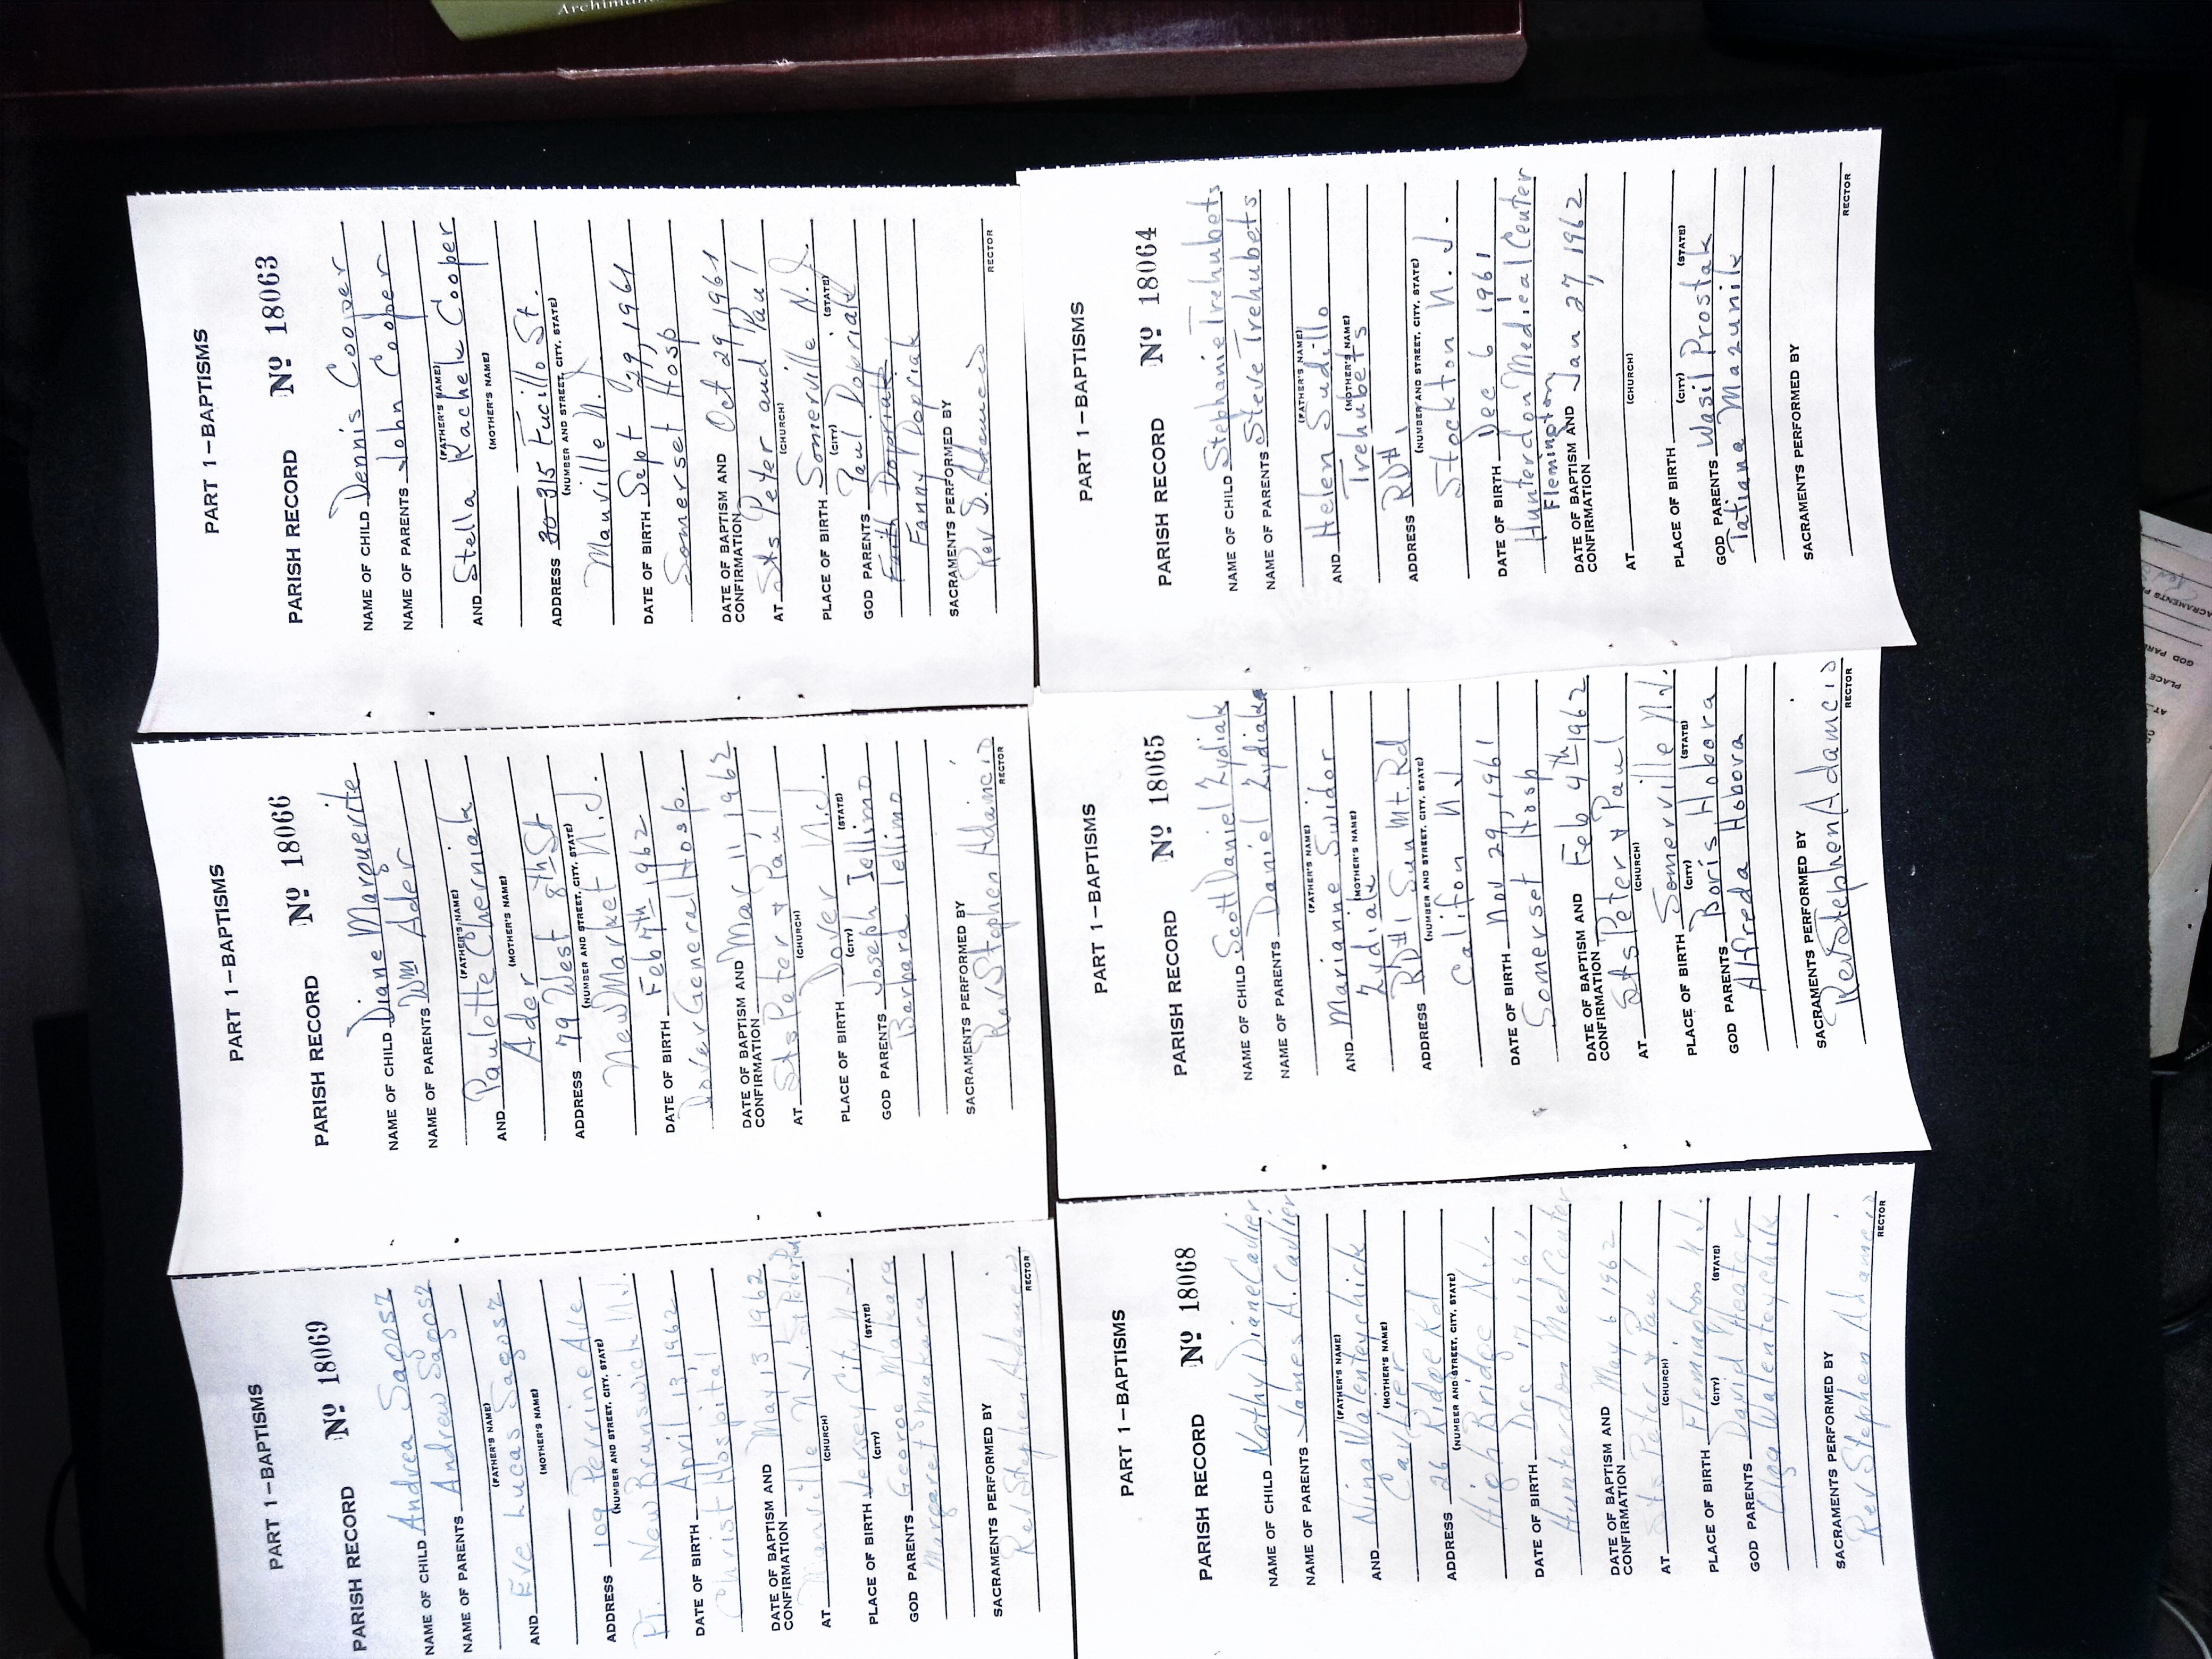 PART 1—BAPTISMS
PARISH RECORD Nº 18069
NAME OF CHILD Andrea Sagosz
NAME OF PARENTS Andrew Sagosz
(FATHER'S NAME)
AND Eve Lucas Sagosz
(MOTHER'S NAME)
ADDRESS 109 Perrine Ave
(NUMBER AND STREET, CITY, STATE)
New Brunswick N.J.
DATE OF BIRTH April 13, 1962
Christ Hospital
DATE OF BAPTISM AND
CONFIRMATION May 13, 1962
AT Manville N.J. St Peter
(CHURCH)
PLACE OF BIRTH Jersey City N.J.
(CITY) (STATE)
GOD PARENTS George Makara
Margaret Makara
SACRAMENTS PERFORMED BY
Rev Stephen Adamcio
RECTOR
PART 1—BAPTISMS
PARISH RECORD Nº 18066
NAME OF CHILD Diane Marguerite
NAME OF PARENTS Wm Ader
(FATHER'S NAME)
AND Paulette Cherniak
(MOTHER'S NAME)
Ader
ADDRESS 79 West 8th St
(NUMBER AND STREET, CITY, STATE)
New Market N.J.
DATE OF BIRTH Feb 7th, 1962
Dover General Hosp.
DATE OF BAPTISM AND
CONFIRMATION Mar 11, 1962
AT Sts Peter + Paul
(CHURCH)
PLACE OF BIRTH Dover N.J.
(CITY) (STATE)
GOD PARENTS Joseph Iellimo
Barbara Iellimo
SACRAMENTS PERFORMED BY
Rev Stephen Adamcio
RECTOR
PART 1—BAPTISMS
PARISH RECORD Nº 18063
NAME OF CHILD Dennis Cooper
NAME OF PARENTS John Cooper
(FATHER'S NAME)
AND Stella Rachek Cooper
(MOTHER'S NAME)
ADDRESS 30 315 Fucillo St.
(NUMBER AND STREET, CITY, STATE)
Manville N.J.
DATE OF BIRTH Sept 29, 1961
Somerset Hosp
DATE OF BAPTISM AND
CONFIRMATION Oct 29, 1961
AT Sts Peter and Paul
(CHURCH)
PLACE OF BIRTH Somerville N.J.
(CITY) (STATE)
GOD PARENTS Paul Dopriak
Faith Dopriak
Fanny Dopriak
SACRAMENTS PERFORMED BY
Rev S. Adamcio
RECTOR
PART 1—BAPTISMS
PARISH RECORD Nº 18068
NAME OF CHILD Kathy Diane Cavlier
NAME OF PARENTS James A. Cavlier
(FATHER'S NAME)
AND Nina Walenteychick
(MOTHER'S NAME)
Cavlier
ADDRESS 26 Ridge Rd
(NUMBER AND STREET, CITY, STATE)
High Bridge N.J.
DATE OF BIRTH Dec 17, 1961
Hunterdon Med Center
DATE OF BAPTISM AND
CONFIRMATION May 6, 1962
AT Sts Peter + Paul
(CHURCH)
PLACE OF BIRTH Flemington N.J.
(CITY) (STATE)
GOD PARENTS David Heater
Olga Walenteychik
SACRAMENTS PERFORMED BY
Rev Stephen Adamcio
RECTOR
PART 1—BAPTISMS
PARISH RECORD Nº 18065
NAME OF CHILD Scott Daniel Zydiak
NAME OF PARENTS Daniel Zydiak
(FATHER'S NAME)
AND Marianne Swidor
(MOTHER'S NAME)
Zydiak
ADDRESS RD#1 Sun Mt. Rd
(NUMBER AND STREET, CITY, STATE)
Califon N J
DATE OF BIRTH Nov 29, 1961
Somerset Hosp
DATE OF BAPTISM AND
CONFIRMATION Feb 4th 1962
AT Sts Peter + Paul
(CHURCH)
PLACE OF BIRTH Somerville N.J.
(CITY) (STATE)
GOD PARENTS Boris Hobora
Alfreda Hobora
SACRAMENTS PERFORMED BY
Rev Stephen Adamcio
RECTOR
PART 1—BAPTISMS
PARISH RECORD Nº 18064
NAME OF CHILD Stephanie Trehubets
NAME OF PARENTS Steve Trehubets
(FATHER'S NAME)
AND Helen Sudillo
(MOTHER'S NAME)
Trehubets
ADDRESS RD#1
(NUMBER AND STREET, CITY, STATE)
Stockton N. J.
DATE OF BIRTH Dec 6 1961
Hunterdon Medical Center
Flemington
DATE OF BAPTISM AND
CONFIRMATION Jan 27, 1962
AT
(CHURCH)
PLACE OF BIRTH
(CITY) (STATE)
GOD PARENTS Wasil Prostak
Tatiana Mazunik
SACRAMENTS PERFORMED BY
RECTOR
AT
PLACE
GOD PAR
SACRAMENTS P